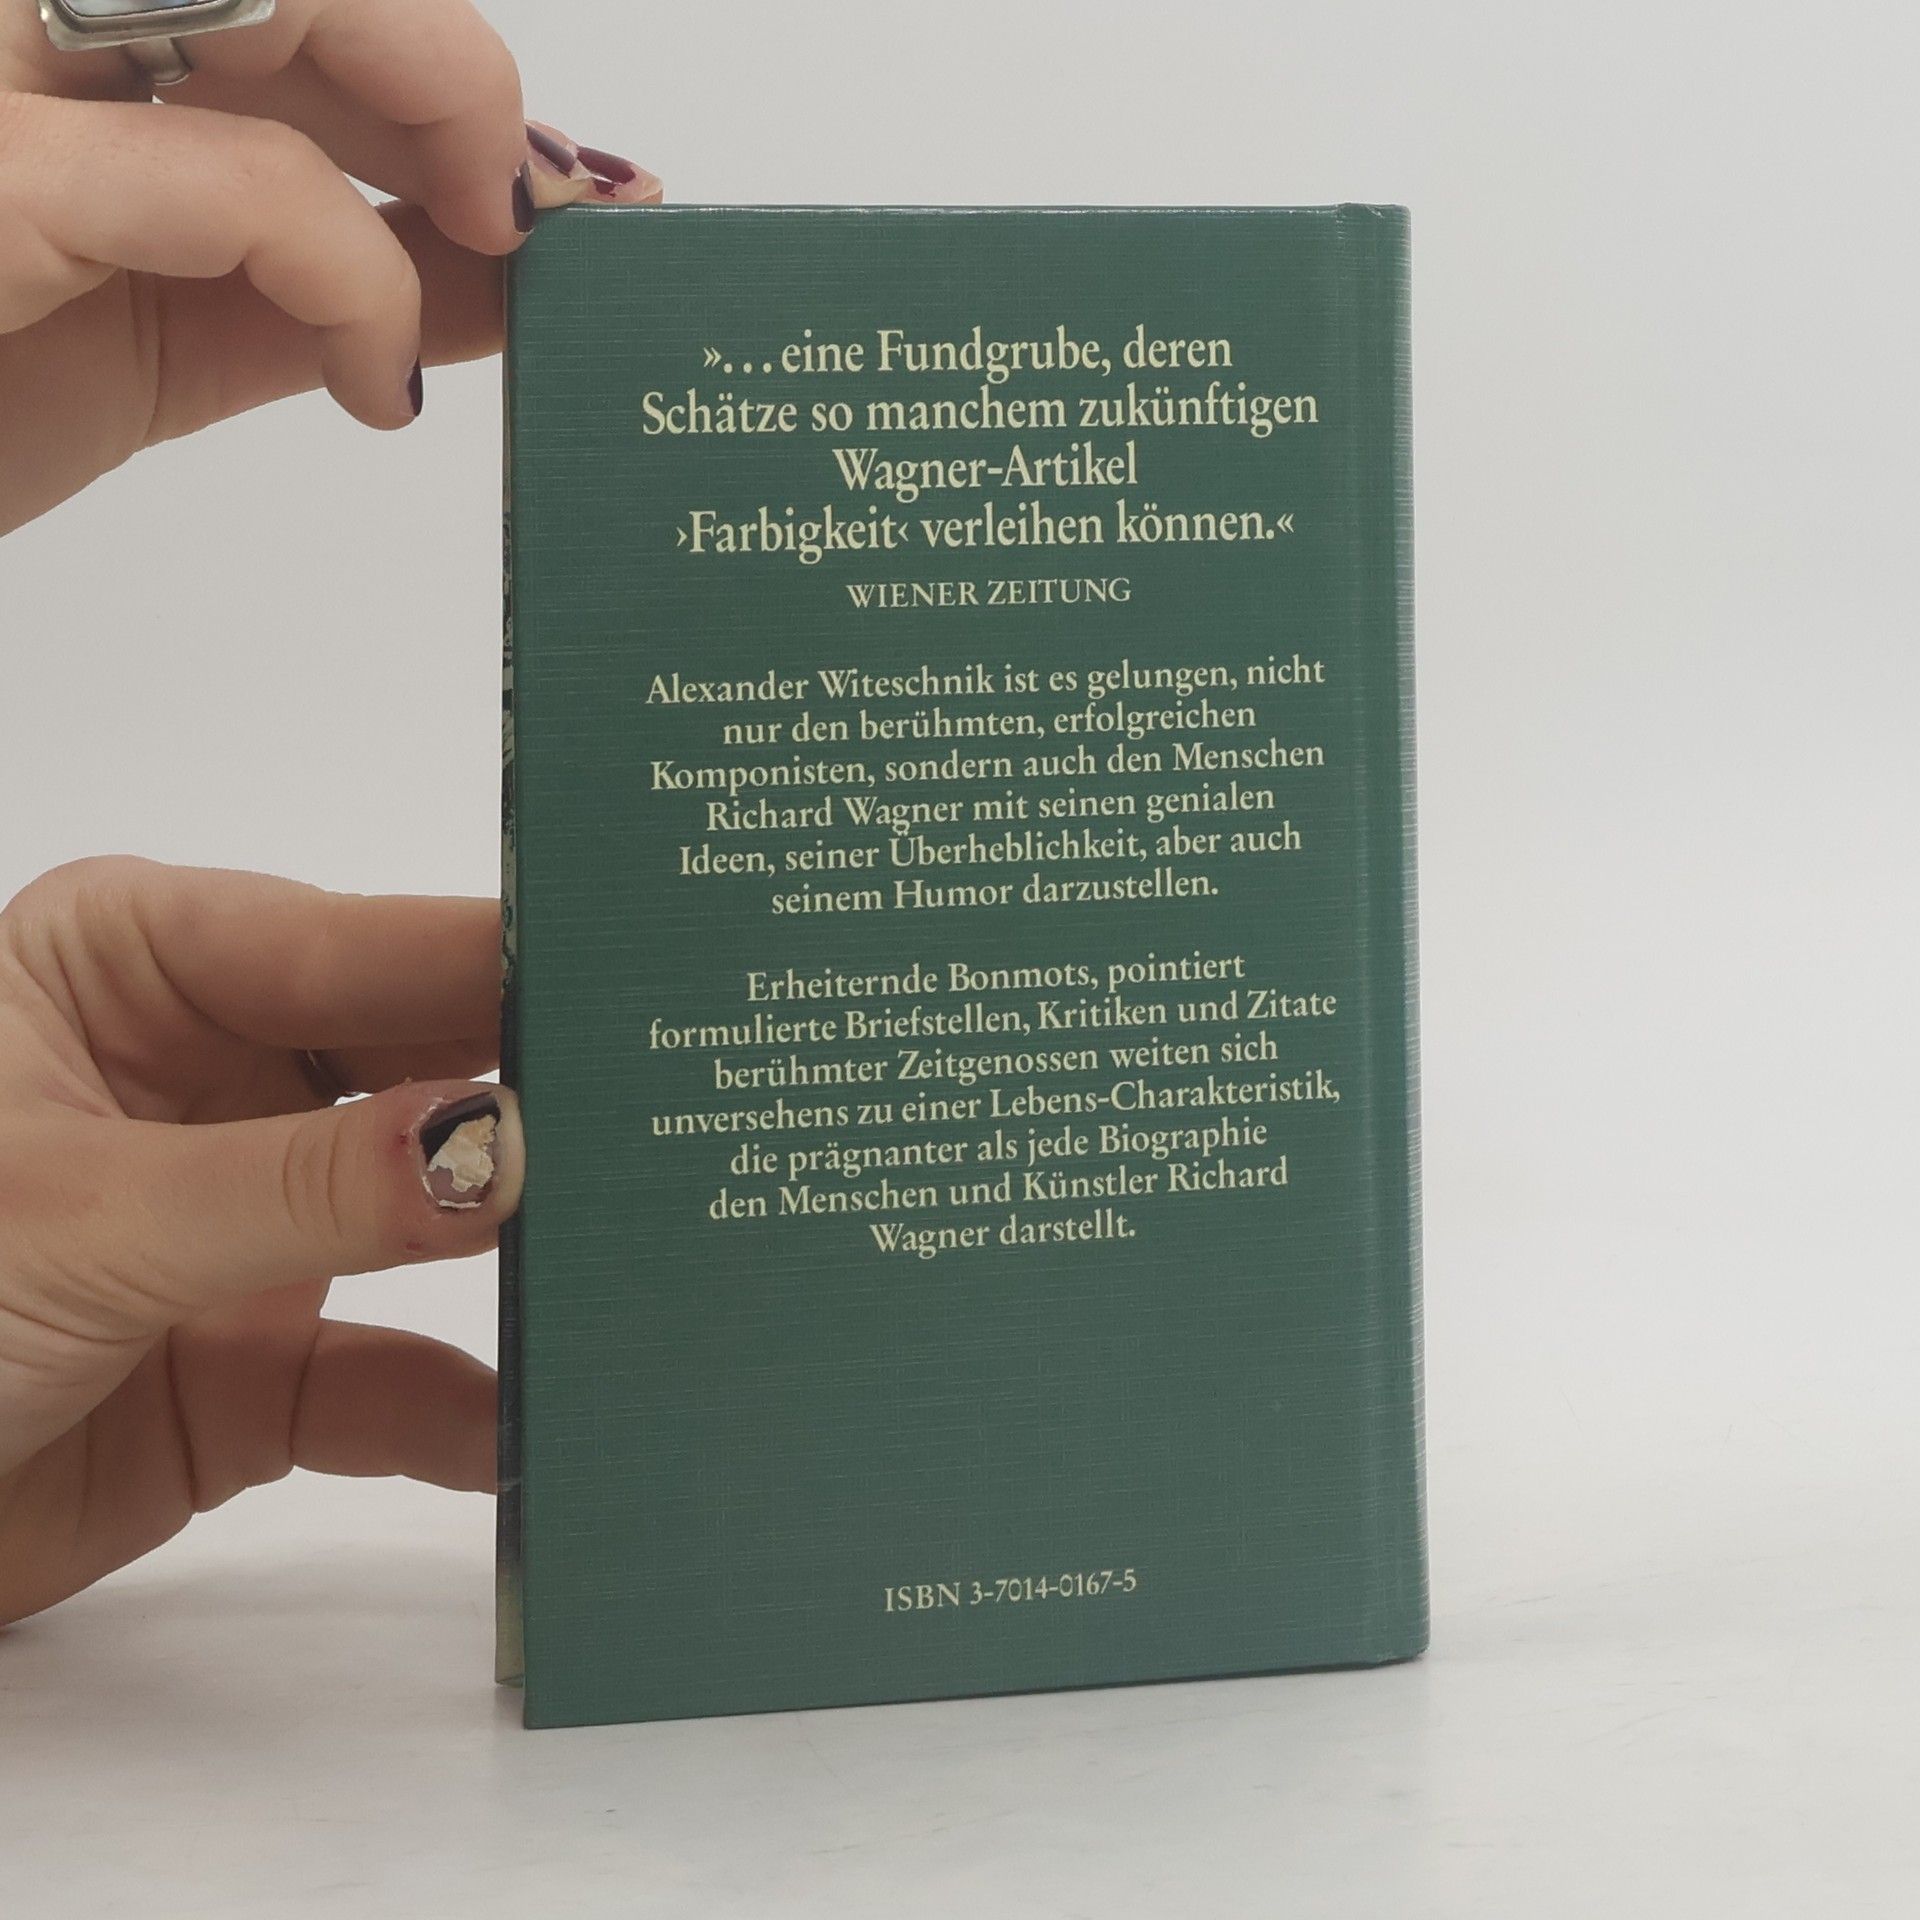 »...eine Fundgrube, deren
Schätze so manchem zukünftigen
Wagner-Artikel
›Farbigkeit‹ verleihen können.«
WIENER ZEITUNG
Alexander Witeschnik ist es gelungen, nicht
nur den berühmten, erfolgreichen
Komponisten, sondern auch den Menschen
Richard Wagner mit seinen genialen
Ideen, seiner Überheblichkeit, aber auch
seinem Humor darzustellen.
Erheiternde Bonmots, pointiert
formulierte Briefstellen, Kritiken und Zitate
berühmter Zeitgenossen weiten sich
unversehens zu einer Lebens-Charakteristik,
die prägnanter als jede Biographie
den Menschen und Künstler Richard
Wagner darstellt.
ISBN 3-7014-0167-5